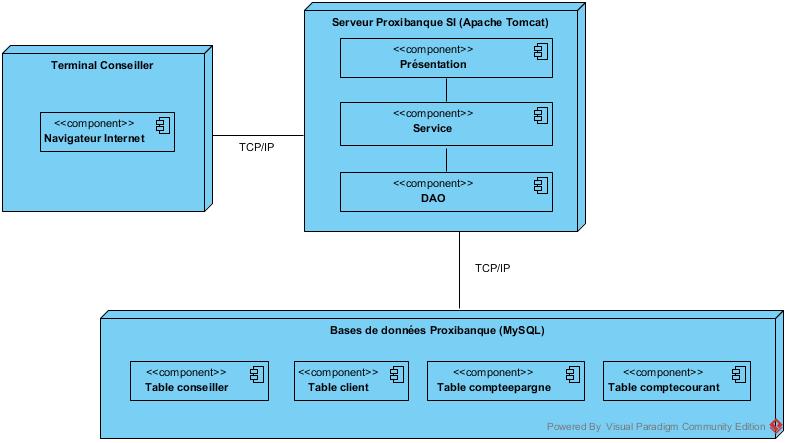 Serveur Proxibanque SI (Apache Tomcat)
<<component>>
Présentation
<<component>>
Service
<<component>>
DAO
Terminal Conseiller
<<component>>
Navigateur Internet
TCP/IP
TCP/IP
Bases de données Proxibanque (MySQL)
<<component>>
Table conseiller
<<component>>
Table client
<<component>>
Table compteepargne
<<component>>
Table comptecourant
Powered By Visual Paradigm Community Edition